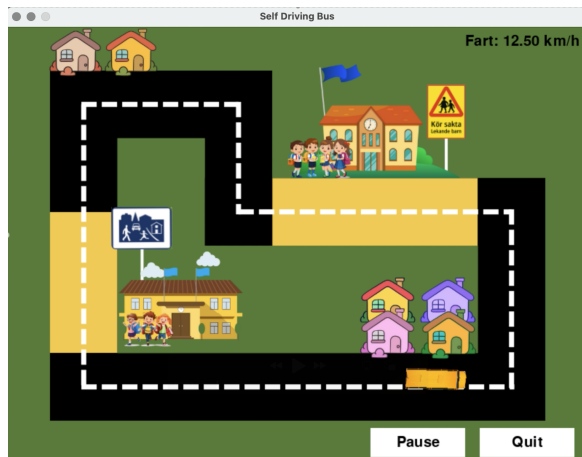 Self Driving Bus
Fart: 12.50 km/h
Kör sakta
Lekande barn
Pause
Quit